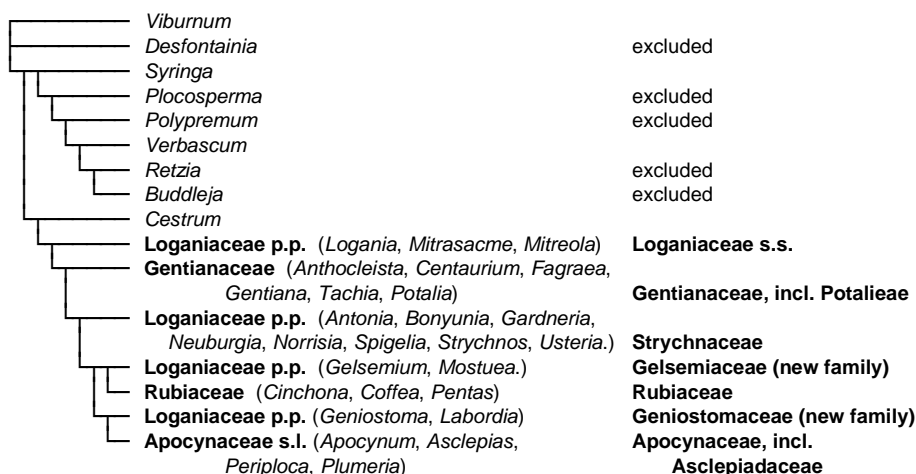 Viburnum
Desfontainia excluded
Syringa
Plocosperma excluded
Polypremum excluded
Verbascum
Retzia excluded
Buddleja excluded
Cestrum
Loganiaceae p.p. (Logania, Mitrasacme, Mitreola) Loganiaceae s.s.
Gentianaceae (Anthocleista, Centaurium, Fagraea,
Gentiana, Tachia, Potalia) Gentianaceae, incl. Potalieae
Loganiaceae p.p. (Antonia, Bonyunia, Gardneria,
Neuburgia, Norrisia, Spigelia, Strychnos, Usteria.) Strychnaceae
Loganiaceae p.p. (Gelsemium, Mostuea.) Gelsemiaceae (new family)
Rubiaceae (Cinchona, Coffea, Pentas) Rubiaceae
Loganiaceae p.p. (Geniostoma, Labordia) Geniostomaceae (new family)
Apocynaceae s.l. (Apocynum, Asclepias, Apocynaceae, incl.
Periploca, Plumeria) Asclepiadaceae